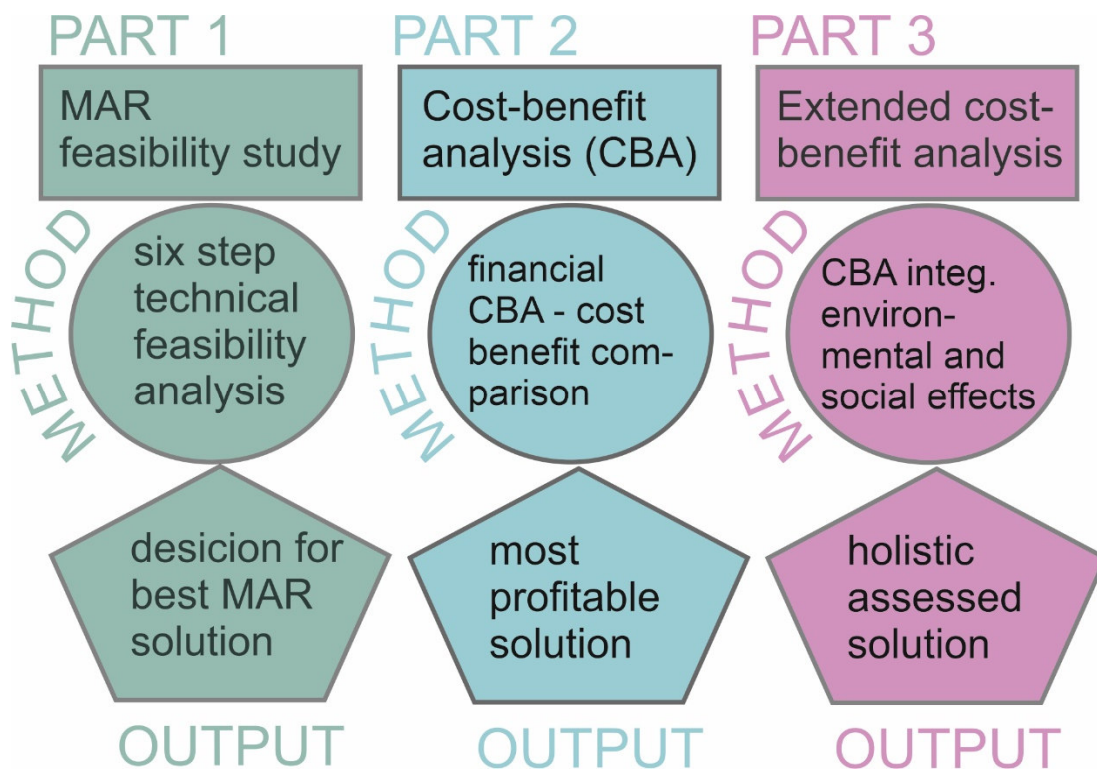 PART 1
MAR
feasibility study
METHOD
six step
technical
feasibility
analysis
desicion for
best MAR
solution
OUTPUT
PART 2
Cost-benefit
analysis (CBA)
METHOD
financial
CBA - cost
benefit com-
parison
most
profitable
solution
OUTPUT
PART 3
Extended cost-
benefit analysis
METHOD
CBA integ.
environ-
mental and
social effects
holistic
assessed
solution
OUTPUT